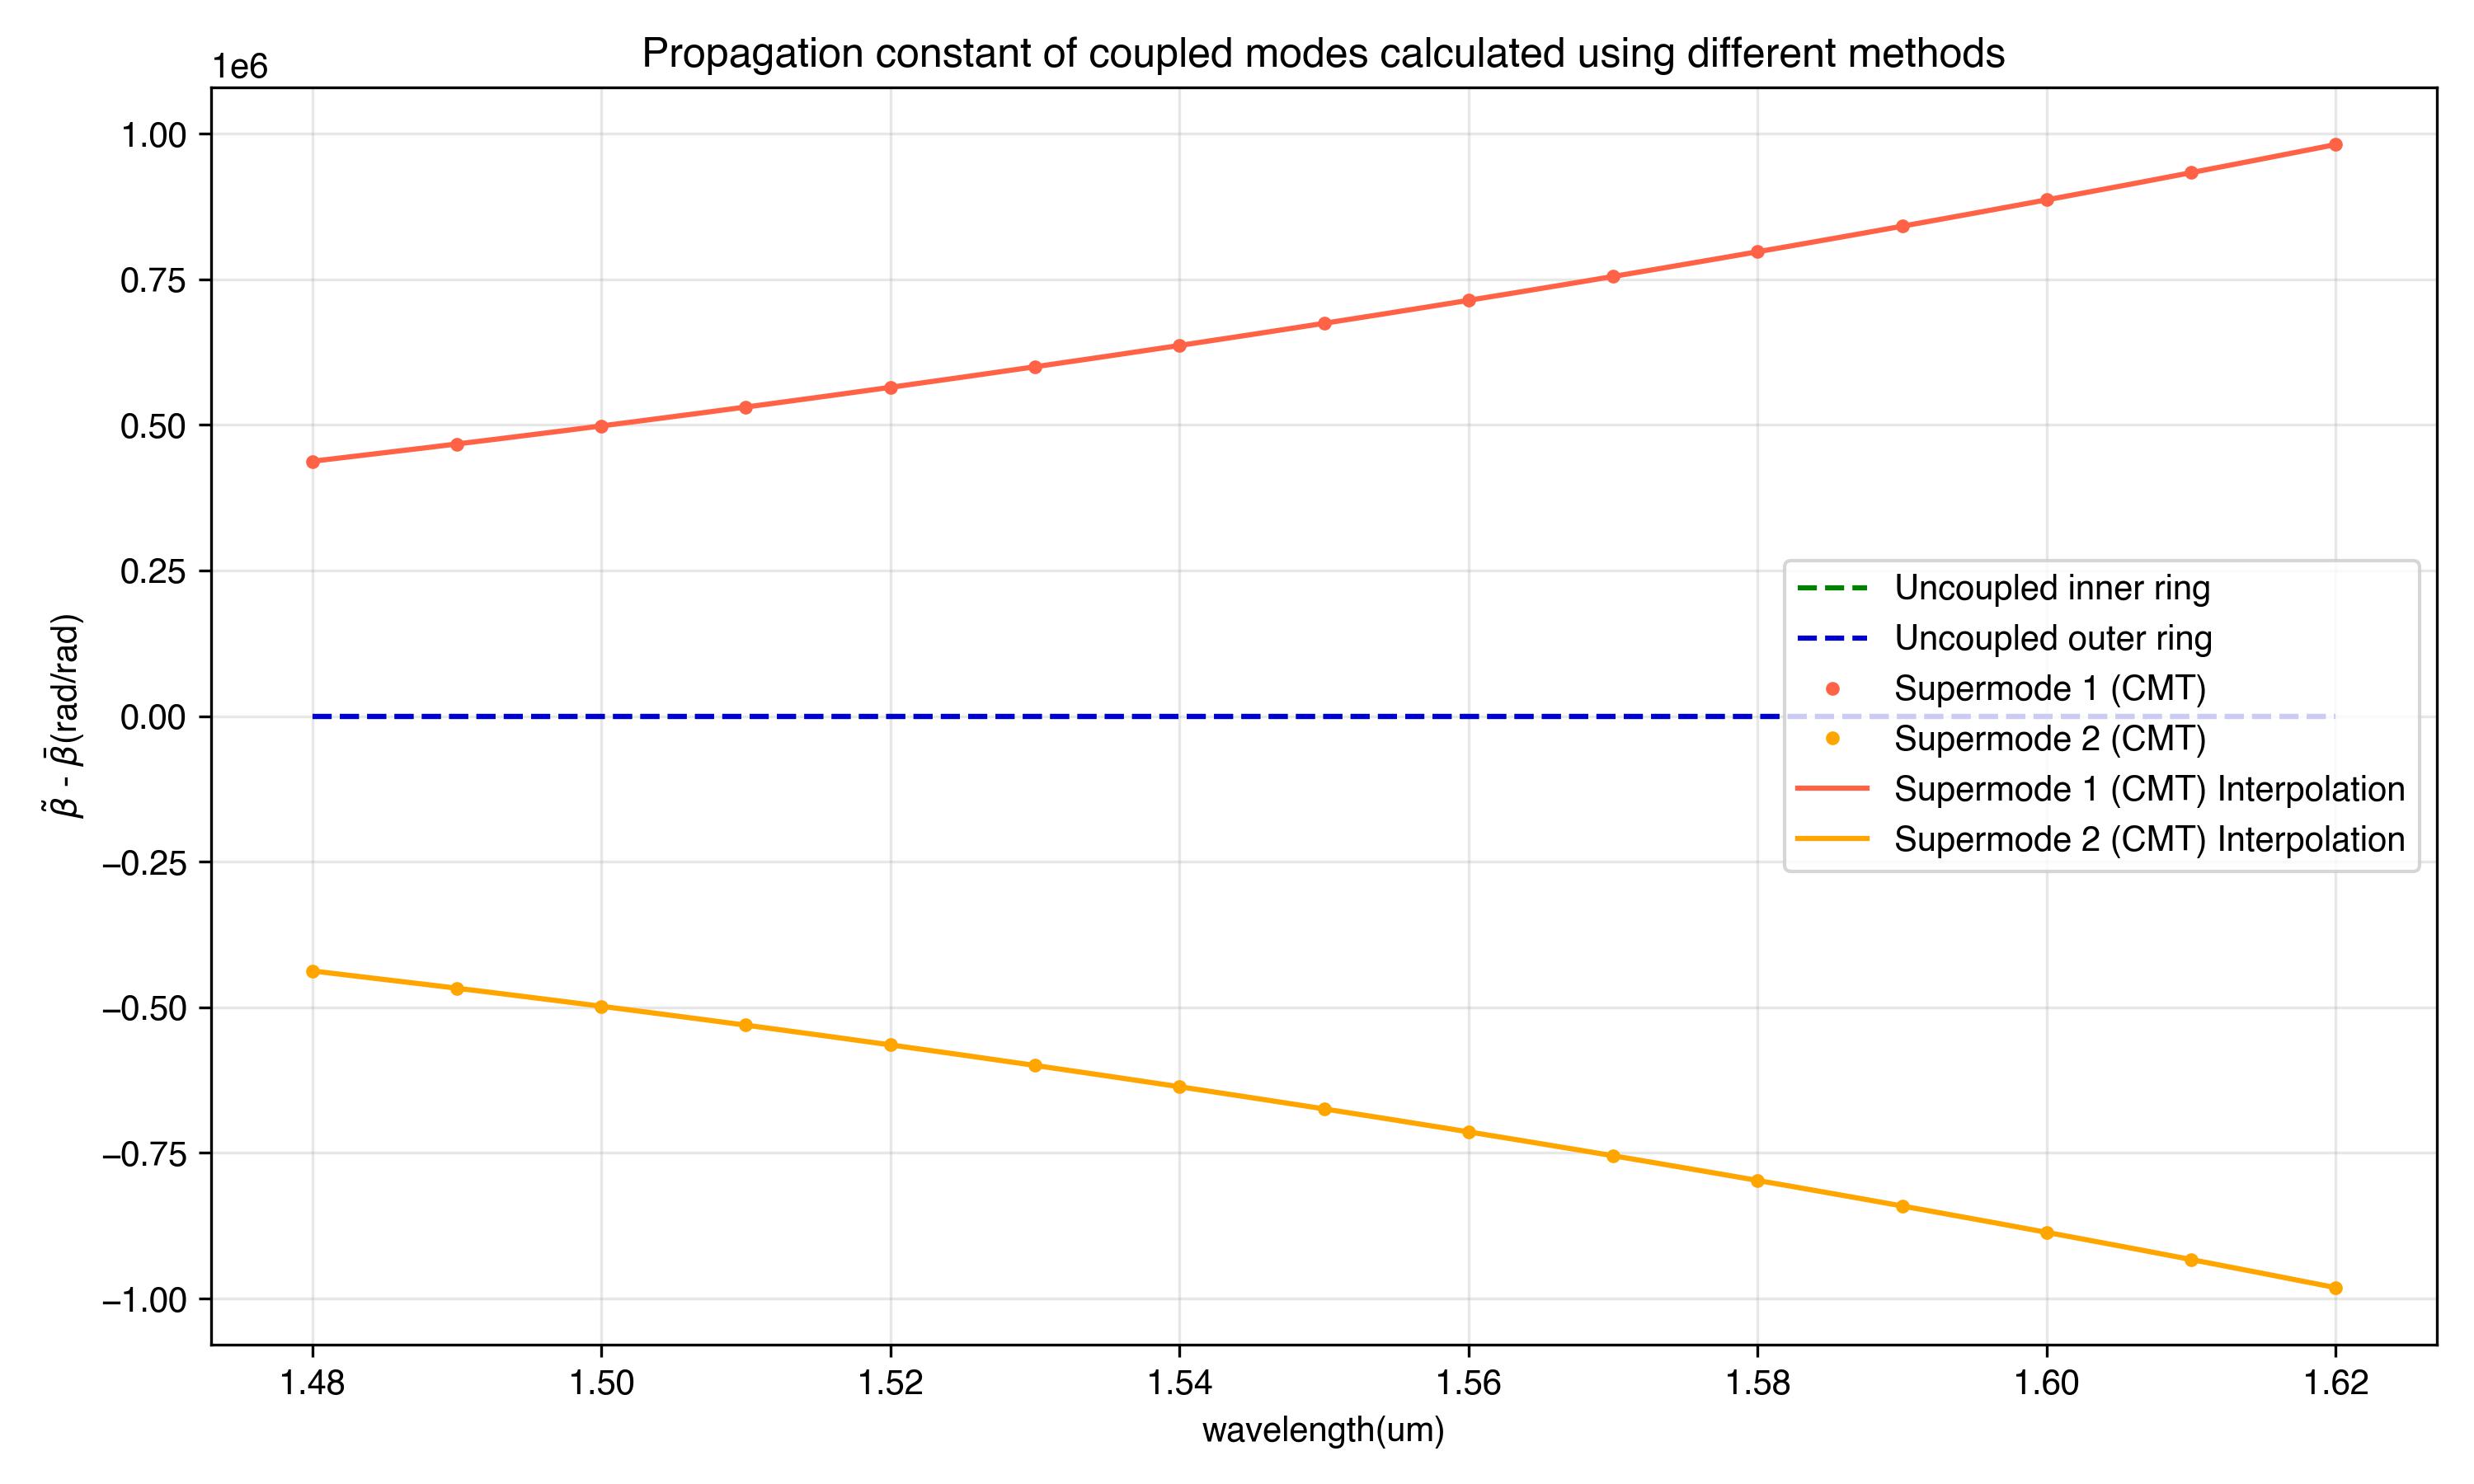 Propagation constant of coupled modes calculated using different methods
1e6
1.00
0.75
0.50
0.25
0.00
−0.25
−0.50
−0.75
−1.00
β̃ - β̄(rad/rad)
Uncoupled inner ring
Uncoupled outer ring
Supermode 1 (CMT)
Supermode 2 (CMT)
Supermode 1 (CMT) Interpolation
Supermode 2 (CMT) Interpolation
1.48 1.50 1.52 1.54 1.56 1.58 1.60 1.62
wavelength(um)